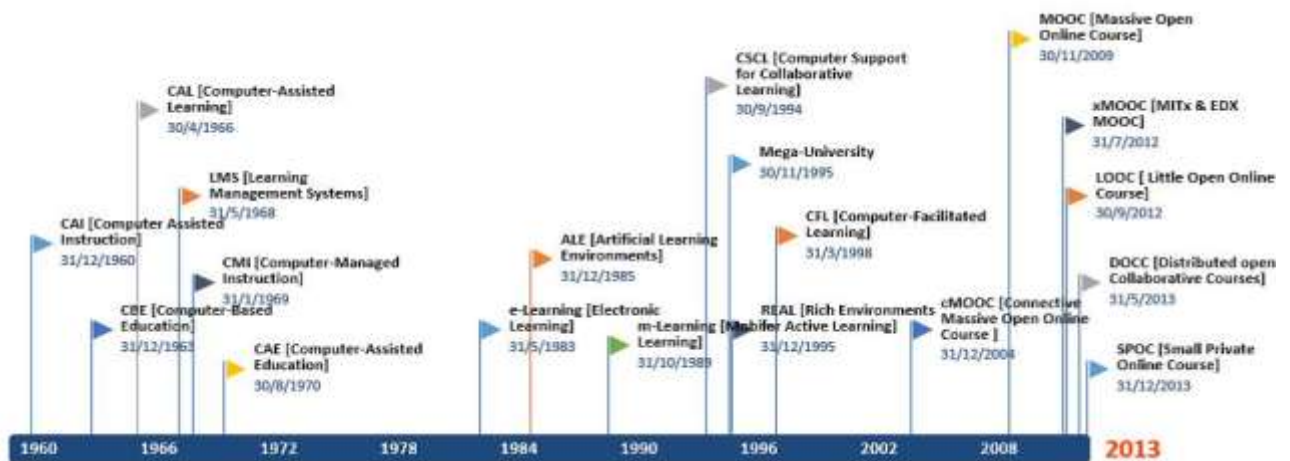 MOOC [Massive Open
Online Course]
30/11/2009
CSCL [Computer Support
for Collaborative
Learning]
30/9/1994
CAL [Computer-Assisted
Learning]
30/4/1966
xMOOC [MITx & EDX
MOOC]
31/7/2012
Mega-University
30/11/1995
LMS [Learning
Management Systems]
31/5/1968
LOOC [ Little Open Online
Course]
30/9/2012
CAI [Computer Assisted
Instruction]
31/12/1960
CFL [Computer-Facilitated
Learning]
31/3/1998
ALE [Artificial Learning
Environments]
31/12/1985
CMI [Computer-Managed
Instruction]
31/1/1969
DOCC [Distributed open
Collaborative Courses]
31/5/2013
CBE [Computer-Based
Education]
31/12/1963
e-Learning [Electronic
Learning]
31/5/1983
m-Learning [Mobile
Learning]
31/10/1989
REAL [Rich Environments
for Active Learning]
31/12/1995
cMOOC [Connective
Massive Open Online
Course ]
31/12/2004
CAE [Computer-Assisted
Education]
30/8/1970
SPOC [Small Private
Online Course]
31/12/2013
1960 1966 1972 1978 1984 1990 1996 2002 2008 2013